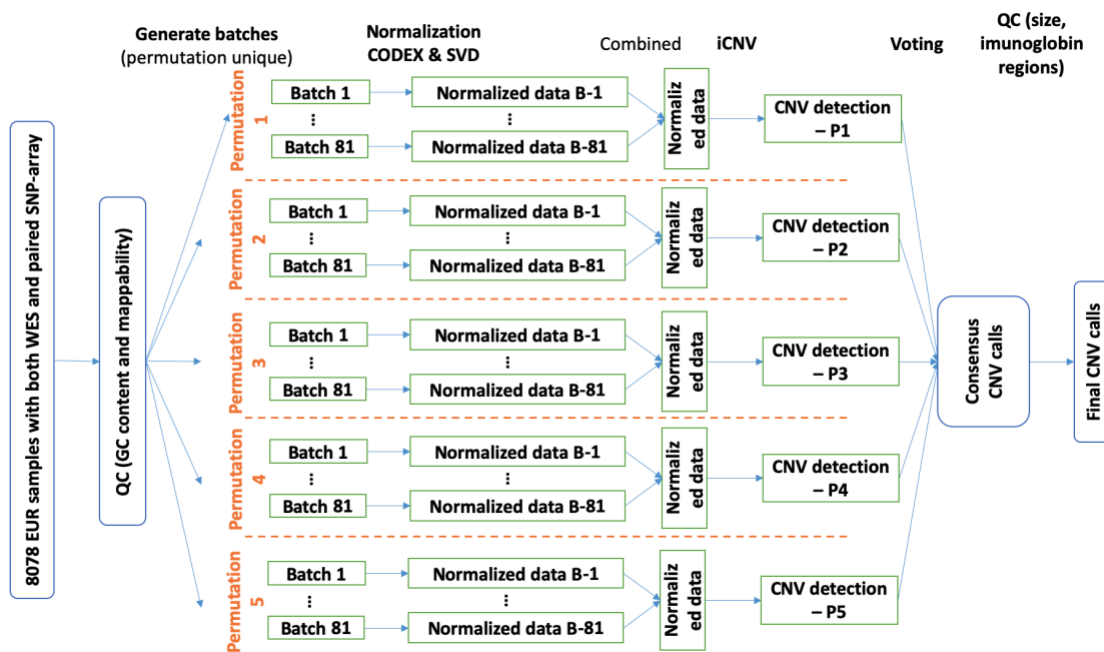 Generate batches
(permutation unique)
Normalization
CODEX & SVD
Combined
iCNV
Voting
QC (size,
imunoglobin
regions)
8078 EUR samples with both WES and paired SNP-array
QC (GC content and mappability)
Permutation
1
Batch 1
...
Batch 81
Normalized data B-1
...
Normalized data B-81
Normaliz
ed data
CNV detection
– P1
Permutation
2
Batch 1
...
Batch 81
Normalized data B-1
...
Normalized data B-81
Normaliz
ed data
CNV detection
– P2
Permutation
3
Batch 1
...
Batch 81
Normalized data B-1
...
Normalized data B-81
Normaliz
ed data
CNV detection
– P3
Permutation
4
Batch 1
...
Batch 81
Normalized data B-1
...
Normalized data B-81
Normaliz
ed data
CNV detection
– P4
Permutation
5
Batch 1
...
Batch 81
Normalized data B-1
...
Normalized data B-81
Normaliz
ed data
CNV detection
– P5
Consensus
CNV calls
Final CNV calls